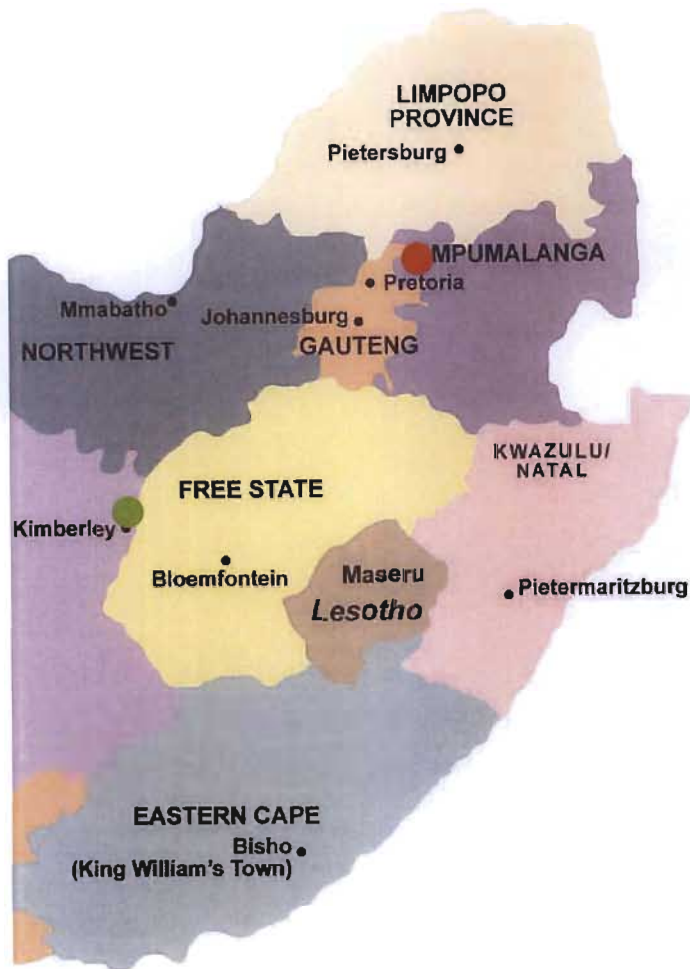 LIMPOPO
PROVINCE
Pietersburg
MPUMALANGA
Pretoria
Mmabatho
Johannesburg
NORTHWEST
GAUTENG
KWAZULU/
NATAL
FREE STATE
Kimberley
Bloemfontein
Maseru
Lesotho
Pietermaritzburg
EASTERN CAPE
Bisho
(King William's Town)